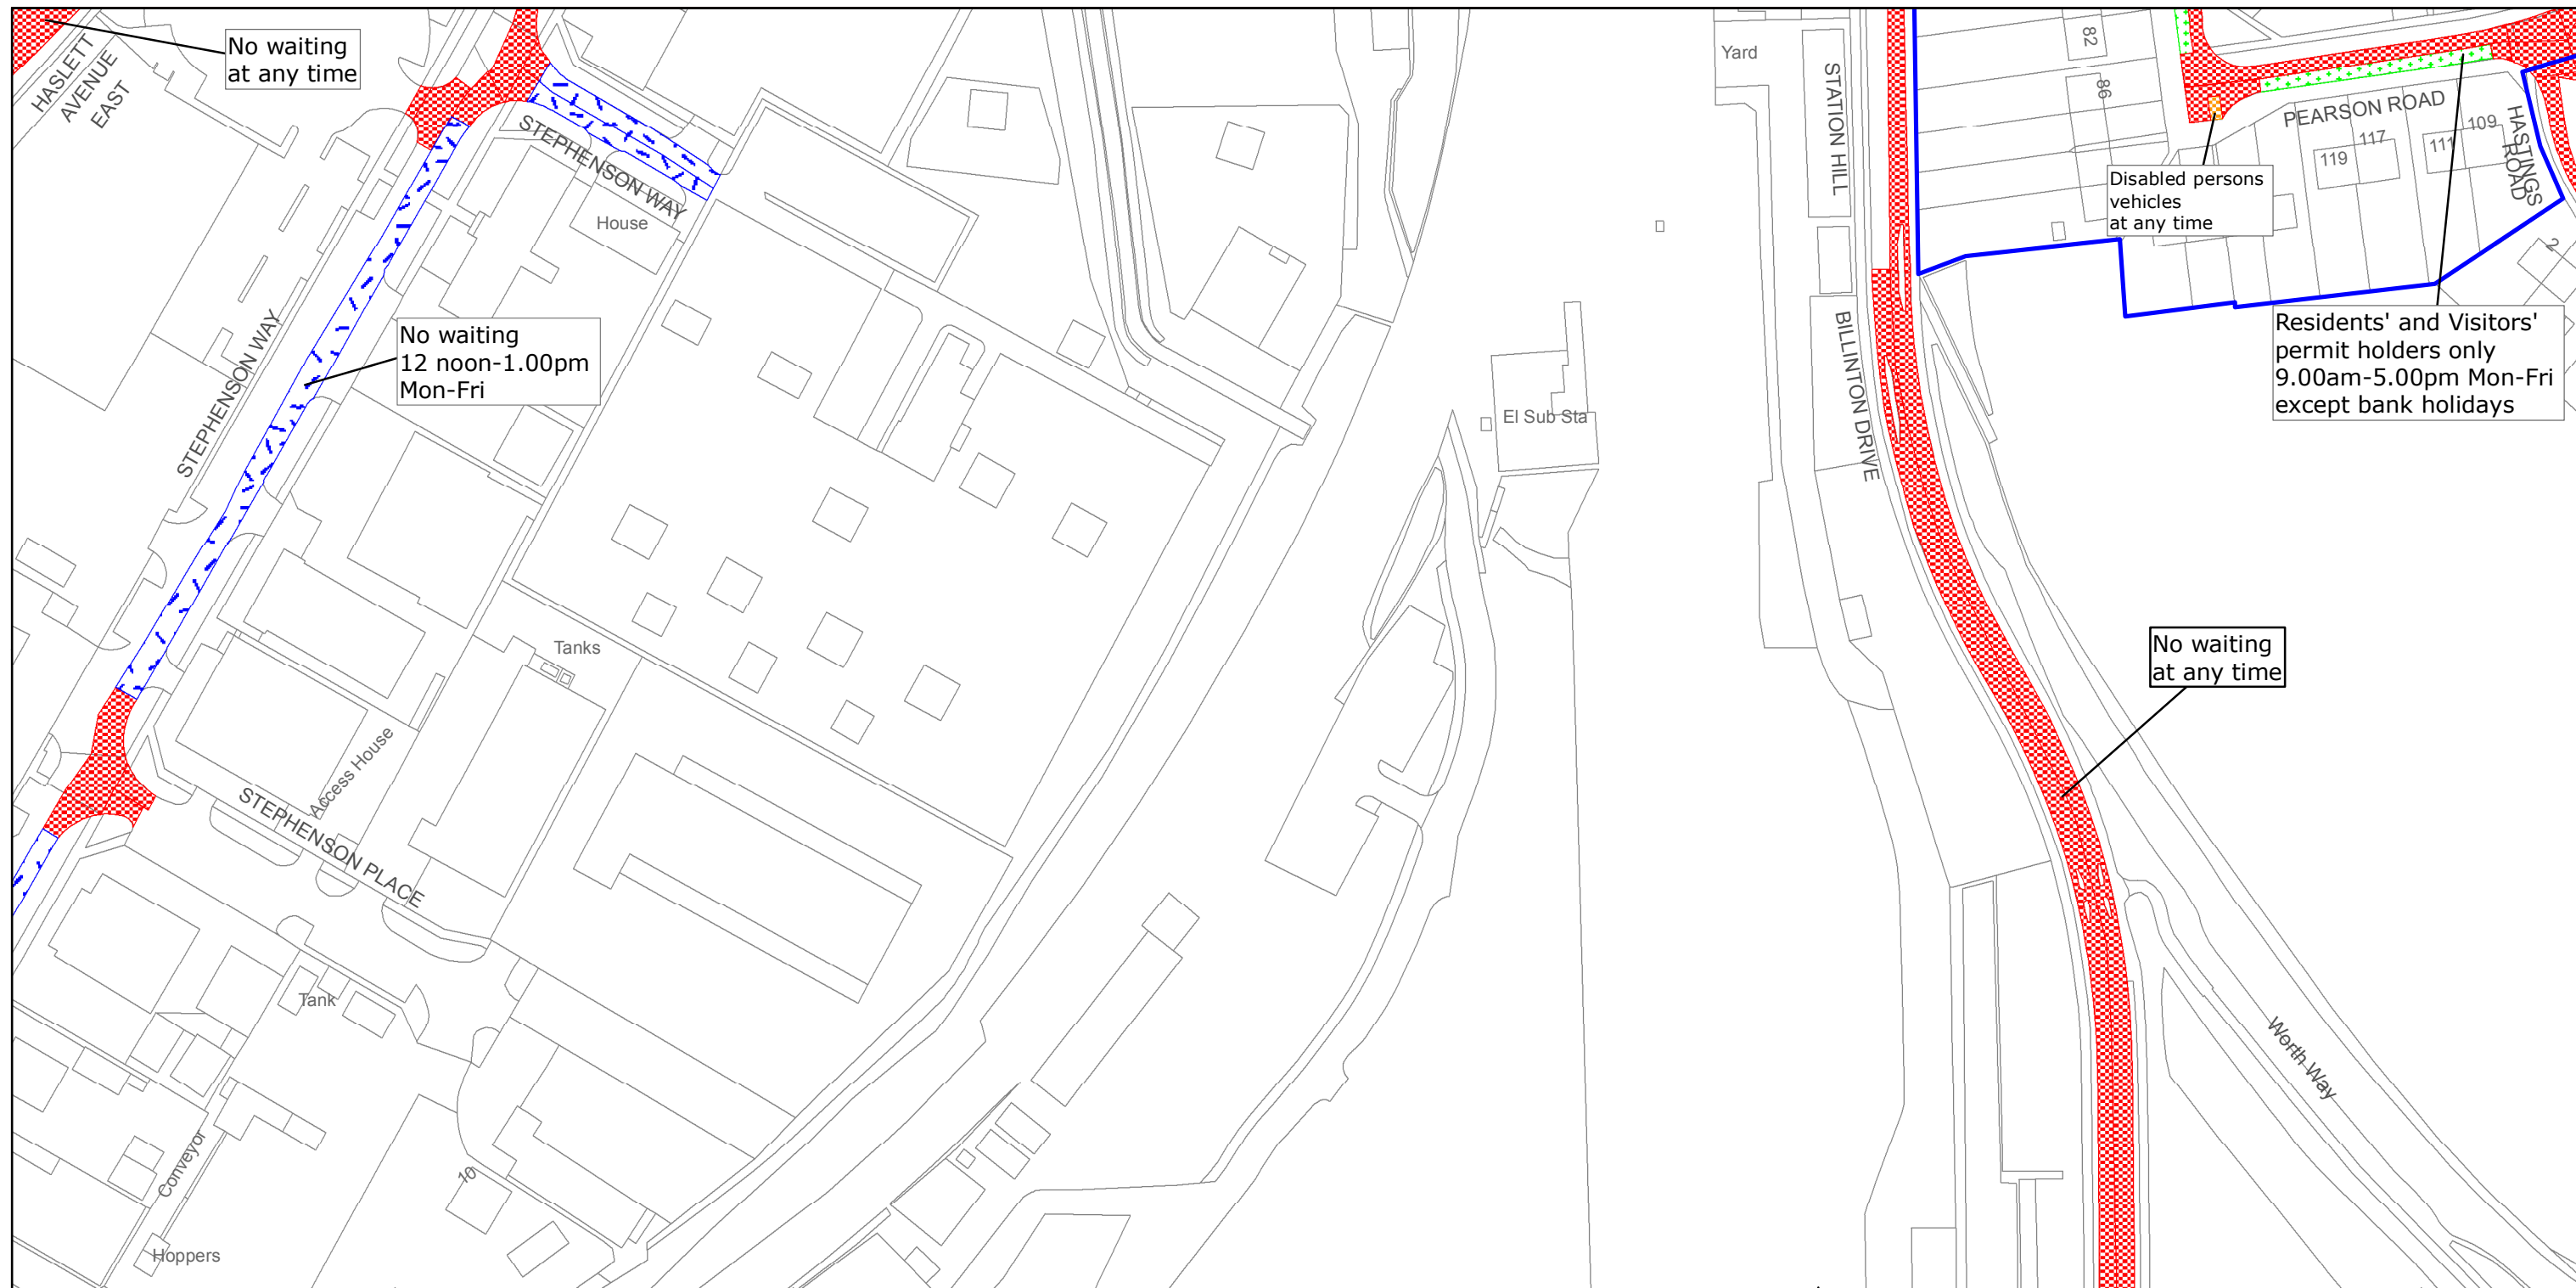 No waiting
at any time
HASLETT
AVENUE
EAST
STEPHENSON WAY
House
No waiting
12 noon-1.00pm
Mon-Fri
STEPHENSON WAY
Tanks
Access House
STEPHENSON PLACE
Tank
Conveyor
10
Hoppers
El Sub Sta
Yard
STATION HILL
BILLINTON DRIVE
82
86
PEARSON ROAD
119
117
111
109
HASTINGS
ROAD
2
Disabled persons
vehicles
at any time
Residents' and Visitors'
permit holders only
9.00am-5.00pm Mon-Fri
except bank holidays
No waiting
at any time
Worth Way